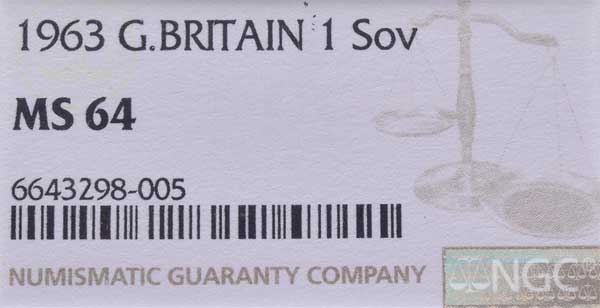 1963 G.BRITAIN 1 Sov
MS 64
6643298-005
NUMISMATIC GUARANTY COMPANY
NGC